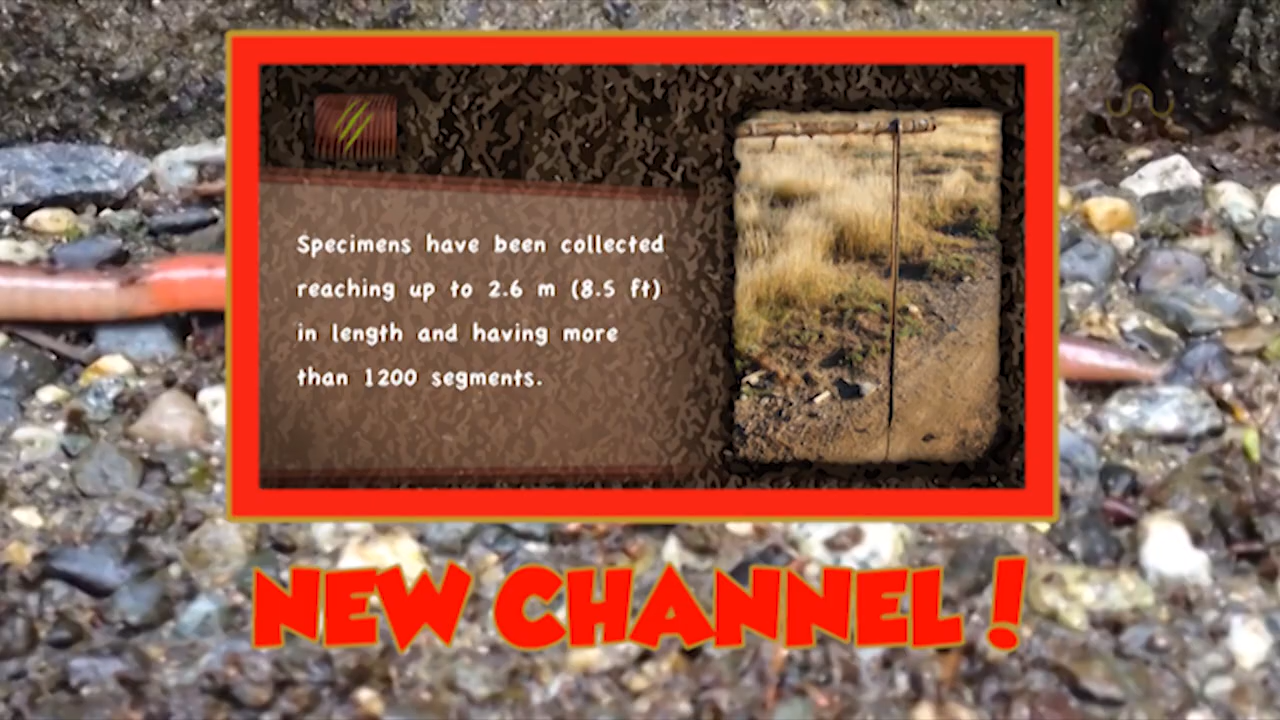 Specimens have been collected
reaching up to 2.6 m (8.5 ft)
in length and having more
than 1200 segments.
NEW CHANNEL!